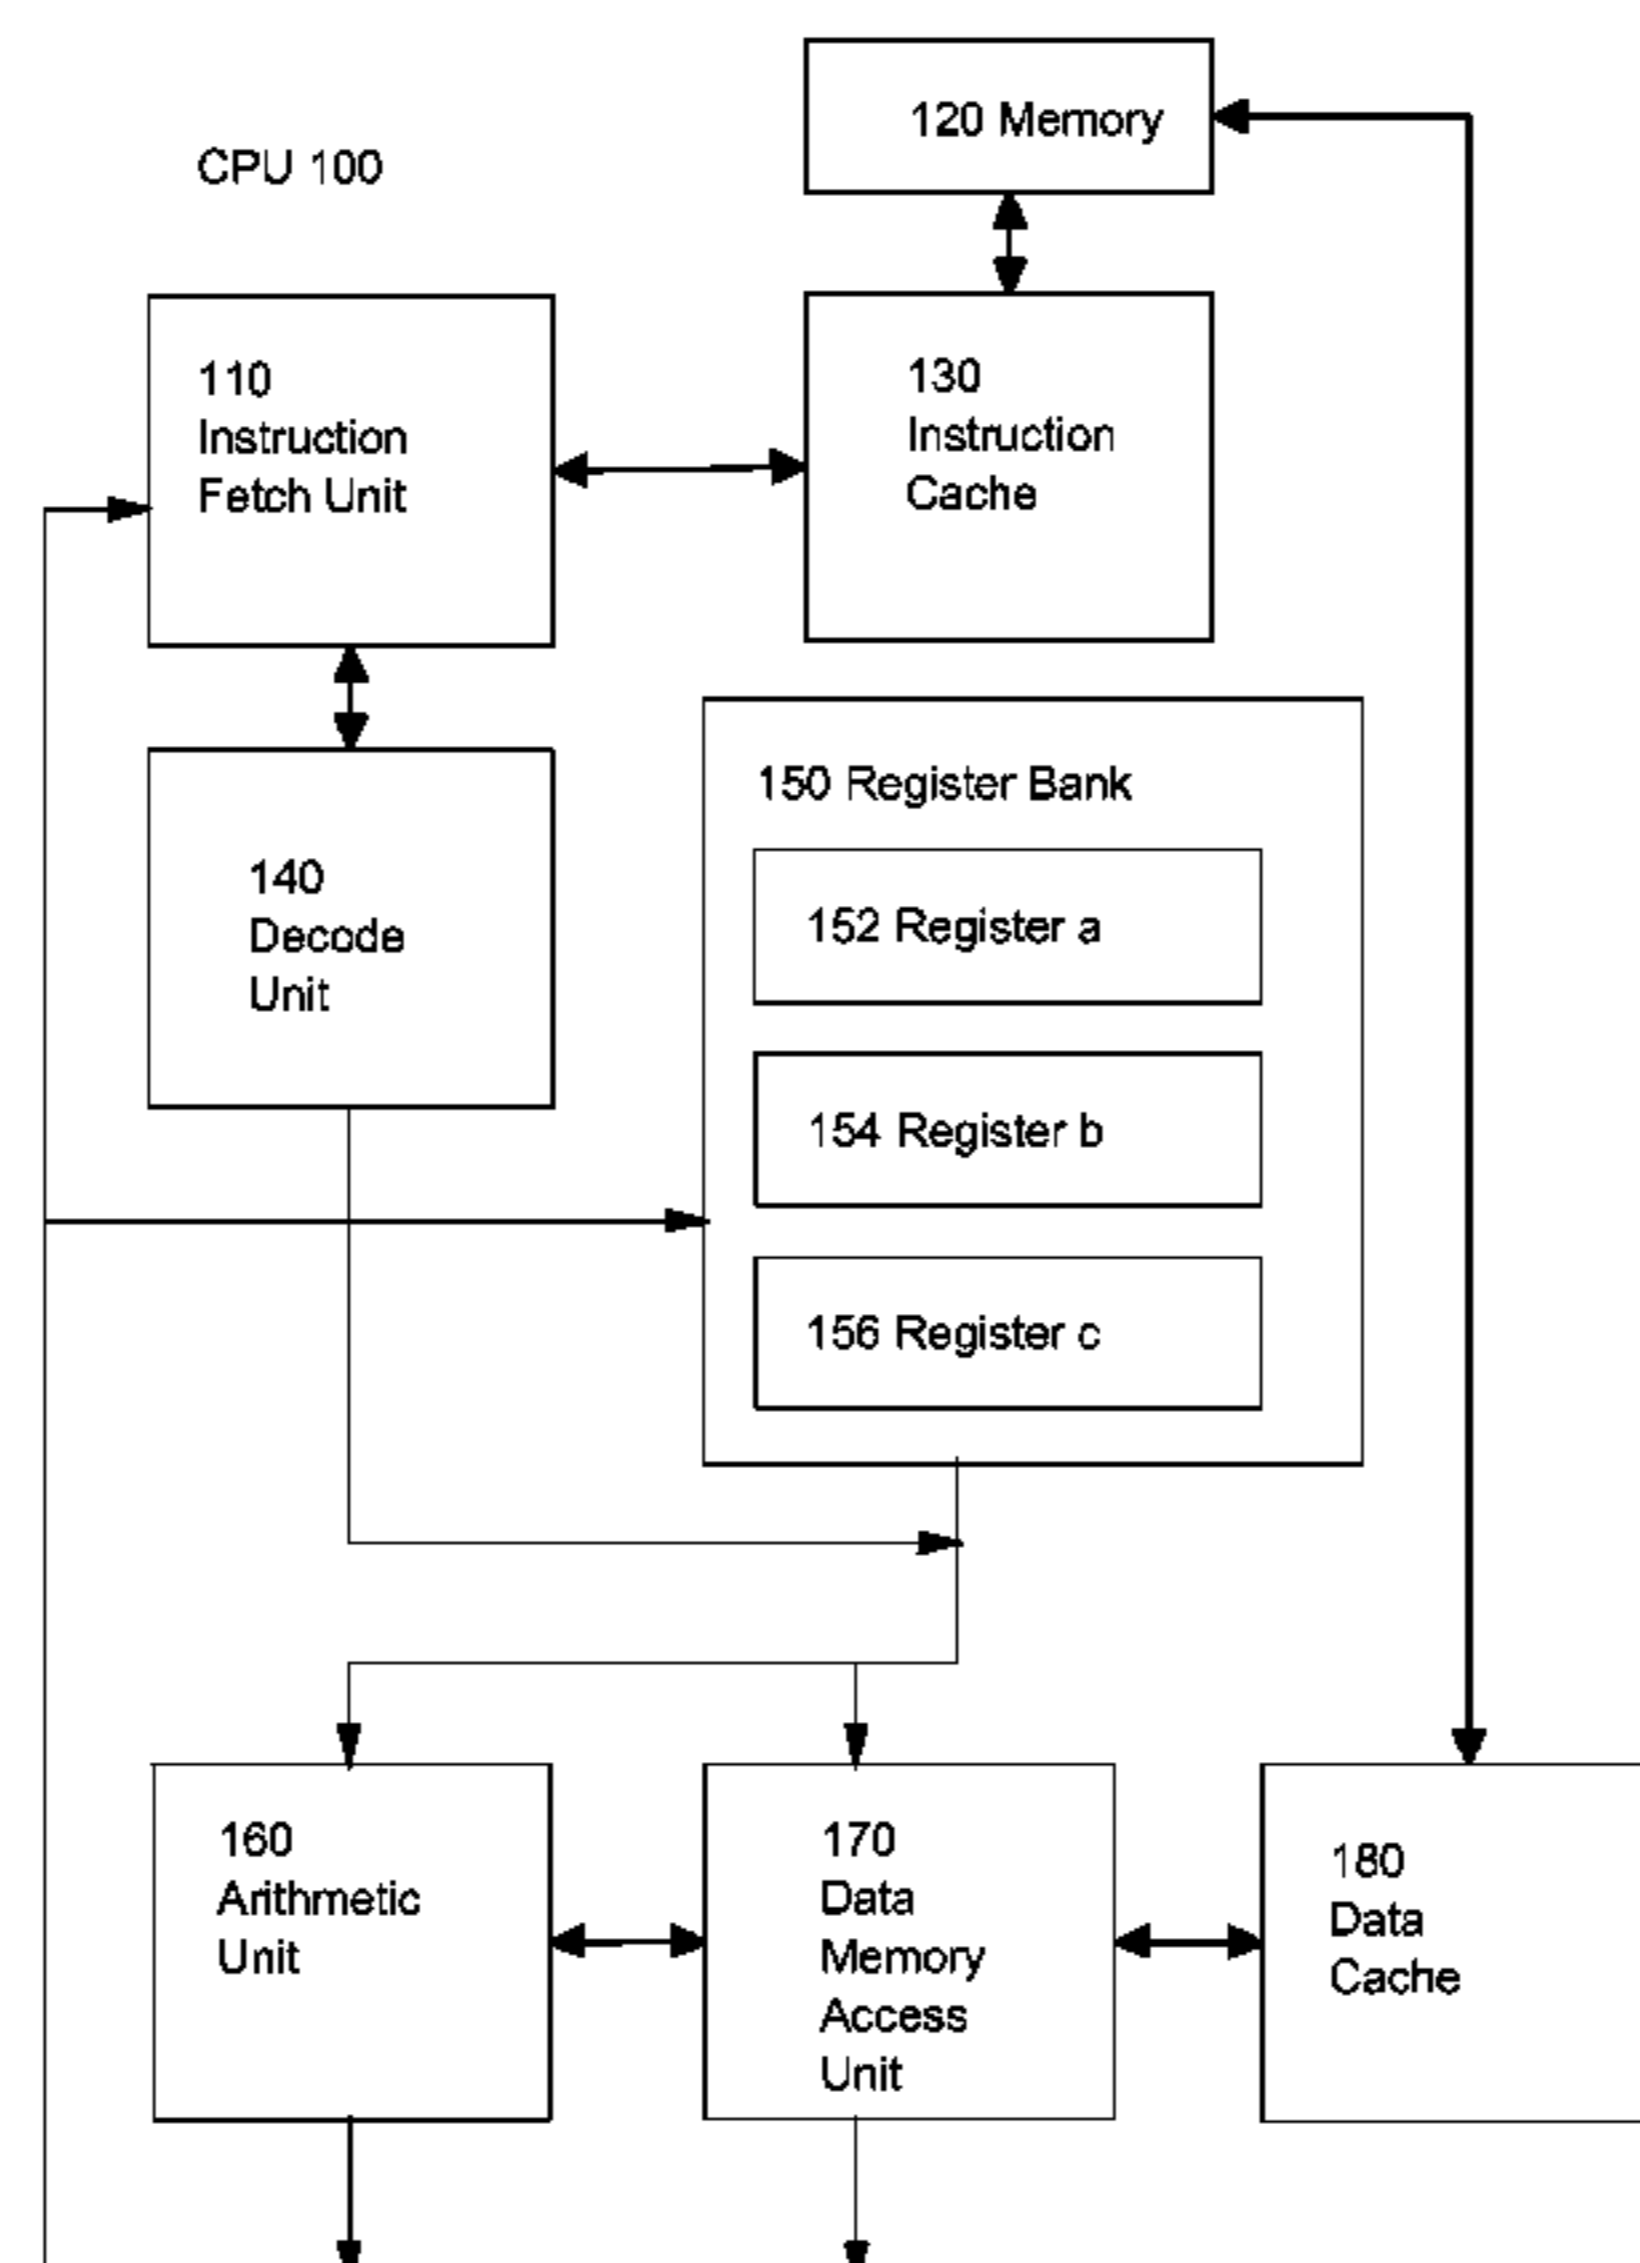 120 Memory
CPU 100
110
Instruction
Fetch Unit
130
Instruction
Cache
150 Register Bank
140
Decode
Unit
152 Register a
154 Register b
156 Register c
160
Arithmetic
Unit
170
Data
Memory
Access
Unit
180
Data
Cache